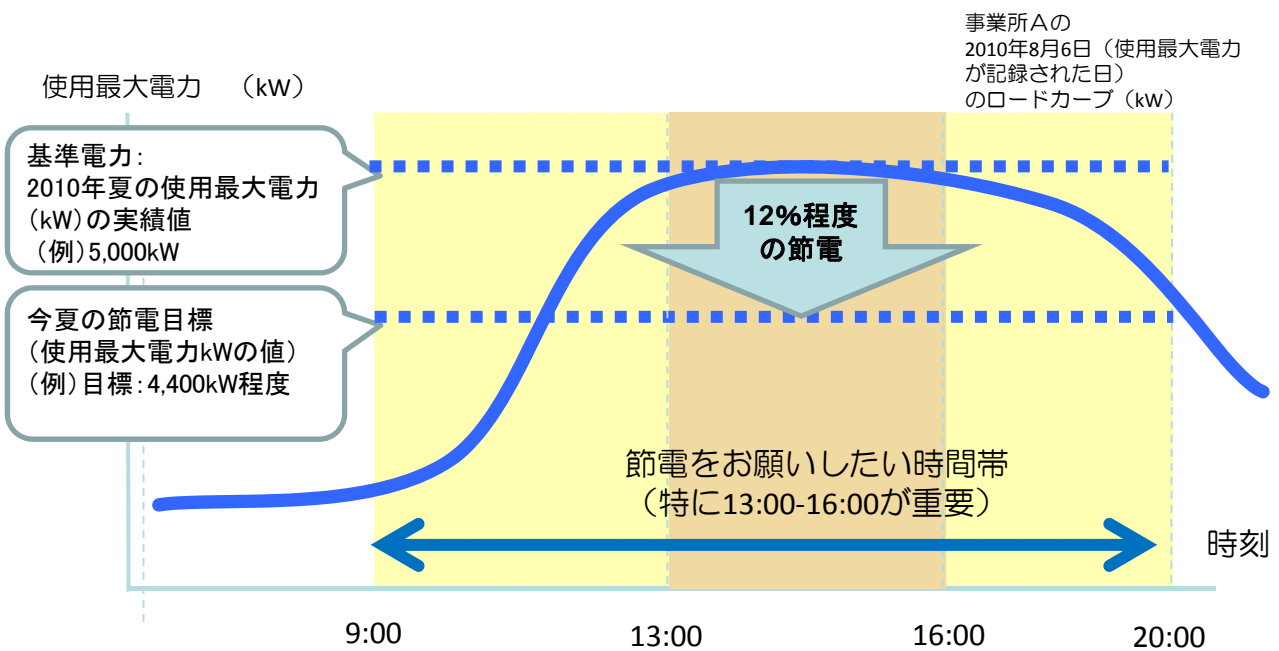 事業所Aの
2010年8月6日（使用最大電力
が記録された日）
のロードカーブ（kW）
使用最大電力　（kW）
基準電力：
2010年夏の使用最大電力
（kW）の実績値
（例）5,000kW
12%程度
の節電
今夏の節電目標
（使用最大電力kWの値）
（例）目標：4,400kW程度
節電をお願いしたい時間帯
（特に13:00-16:00が重要）
時刻
9:00
13:00
16:00
20:00